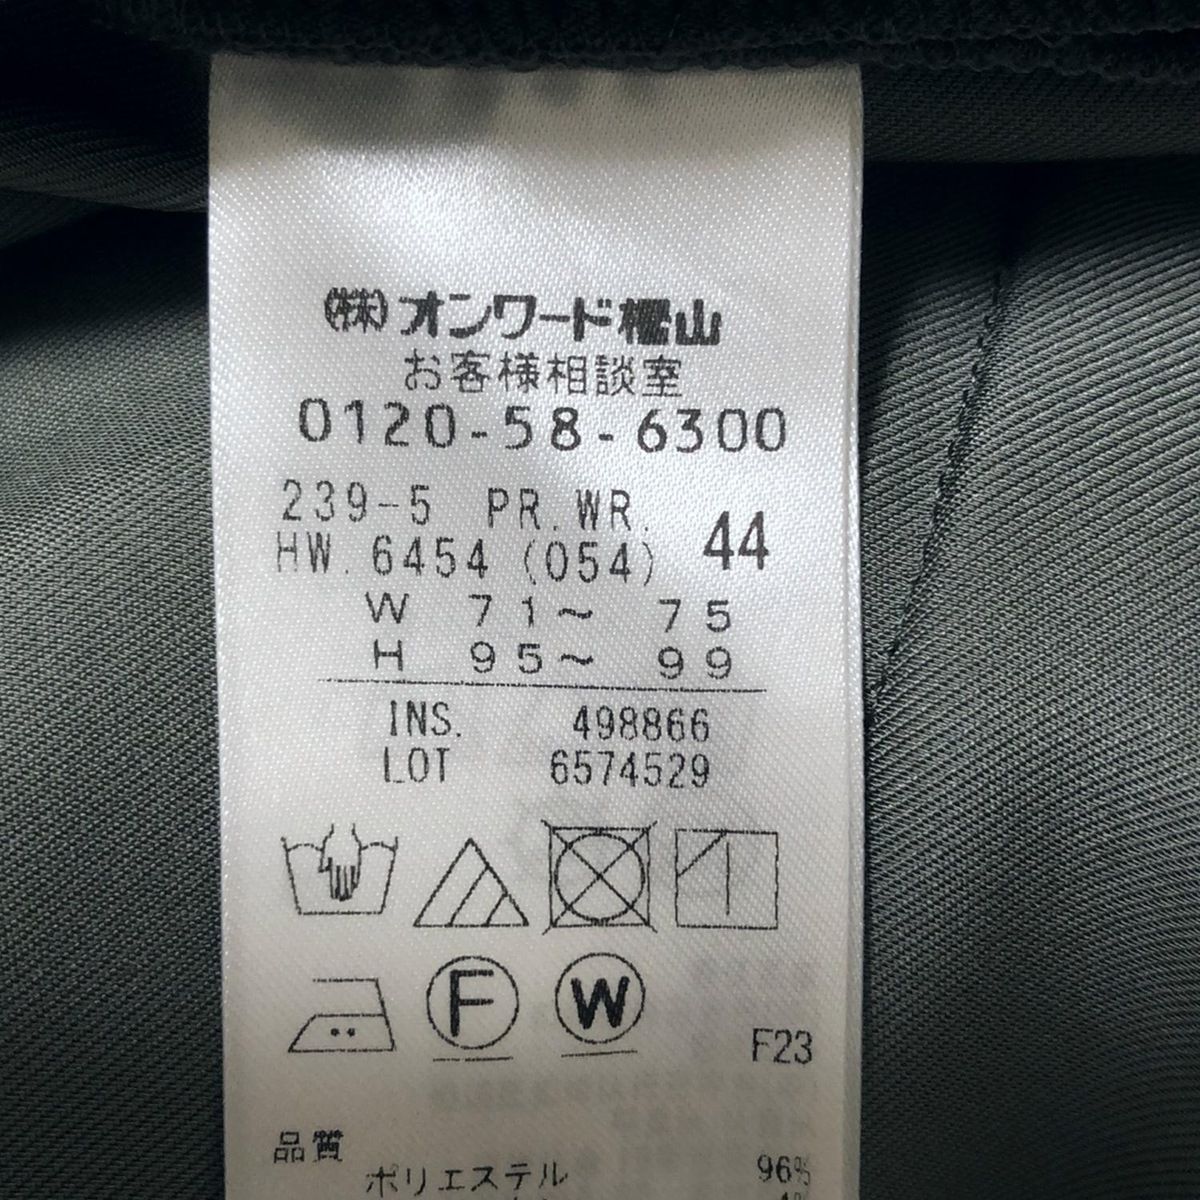 (株)オンワード樫山
お客様相談室
0120-58-6300
239-5 PR.WR. 44
HW.6454(054)
W 71～ 75
H 95～ 99
INS. 498866
LOT 6574529
F
W
F23
品質
ポリエステル 96%